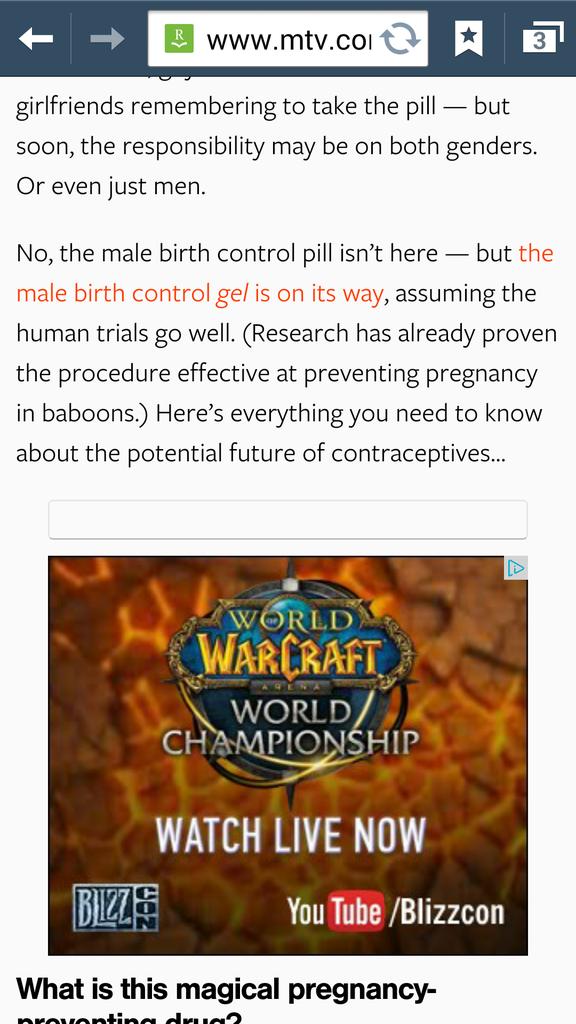 www.mtv.co
3
girlfriends remembering to take the pill — but
soon, the responsibility may be on both genders.
Or even just men.
No, the male birth control pill isn’t here — but the
male birth control gel is on its way, assuming the
human trials go well. (Research has already proven
the procedure effective at preventing pregnancy
in baboons.) Here’s everything you need to know
about the potential future of contraceptives...
WORLD
OF
WARCRAFT
ARENA
WORLD
CHAMPIONSHIP
WATCH LIVE NOW
BLIZZCON
YouTube/Blizzcon
What is this magical pregnancy-
preventing drug?